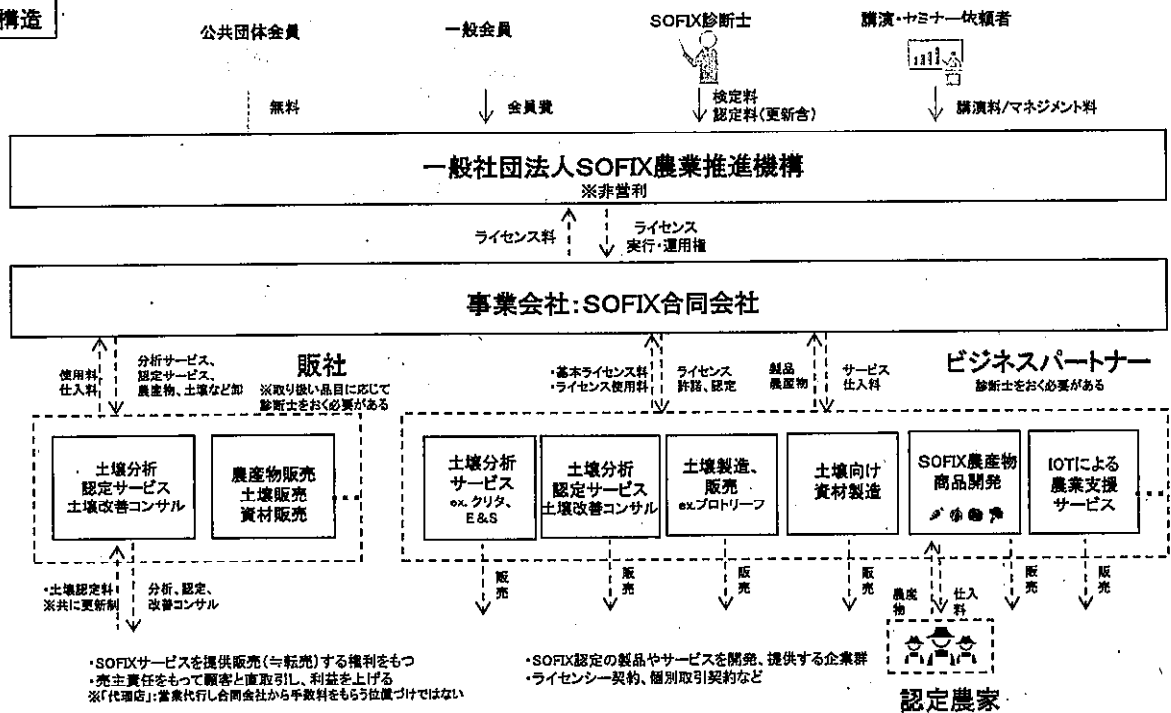 構造
公共団体会員
一般会員
SOFIX診断士
講演・セミナー依頼者
無料
会員費
検定料
認定料(更新含)
講演料/マネジメント料
一般社団法人SOFIX農業推進機構
※非営利
ライセンス料
ライセンス
実行・運用権
事業会社:SOFIX合同会社
使用料
仕入料
分析サービス、
認定サービス、
農産物、土壌など卸
販社
※取り扱い品目に応じて
診断士をおく必要がある
・基本ライセンス料
・ライセンス使用料
ライセンス
許諾、認定
製品
農産物
サービス
仕入料
ビジネスパートナー
診断士をおく必要がある
土壌分析
認定サービス
土壌改善コンサル
農産物販売
土壌販売
資材販売
土壌分析
サービス
ex.クリタ、
E&S
土壌分析
認定サービス
土壌改善コンサル
土壌製造、
販売
ex.プロトリーフ
土壌向け
資材製造
SOFIX農産物
商品開発
IOTによる
農業支援
サービス
・土壌認定料
※共に更新制
分析、認定、
改善コンサル
販売
販売
販売
販売
農産物
仕入料
販売
販売
・SOFIXサービスを提供販売(≒転売)する権利をもつ
・売主責任をもって顧客と直取引し、利益を上げる
※「代理店」:営業代行し合同会社から手数料をもらう位置づけではない
・SOFIX認定の製品やサービスを開発、提供する企業群
・ライセンシー契約、個別取引契約など
認定農家